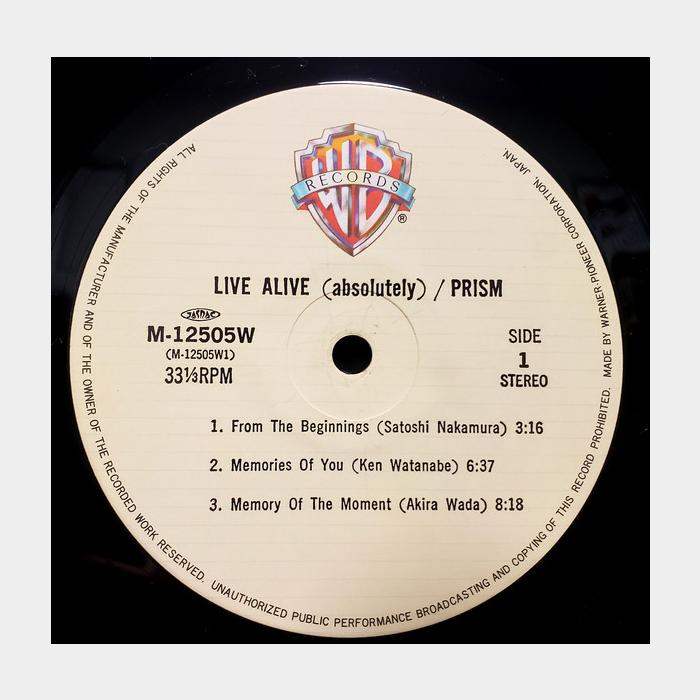 RECORDS
®
LIVE ALIVE (absolutely) / PRISM
JASRAC
M-12505W
(M-12505W1)
33⅓RPM
SIDE
1
STEREO
1. From The Beginnings (Satoshi Nakamura) 3:16
2. Memories Of You (Ken Watanabe) 6:37
3. Memory Of The Moment (Akira Wada) 8:18
ALL RIGHTS OF THE MANUFACTURER AND OF THE OWNER OF THE RECORDED WORK RESERVED. UNAUTHORIZED PUBLIC PERFORMANCE BROADCASTING AND COPYING OF THIS RECORD PROHIBITED. MADE BY WARNER-PIONEER CORPORATION, JAPAN.